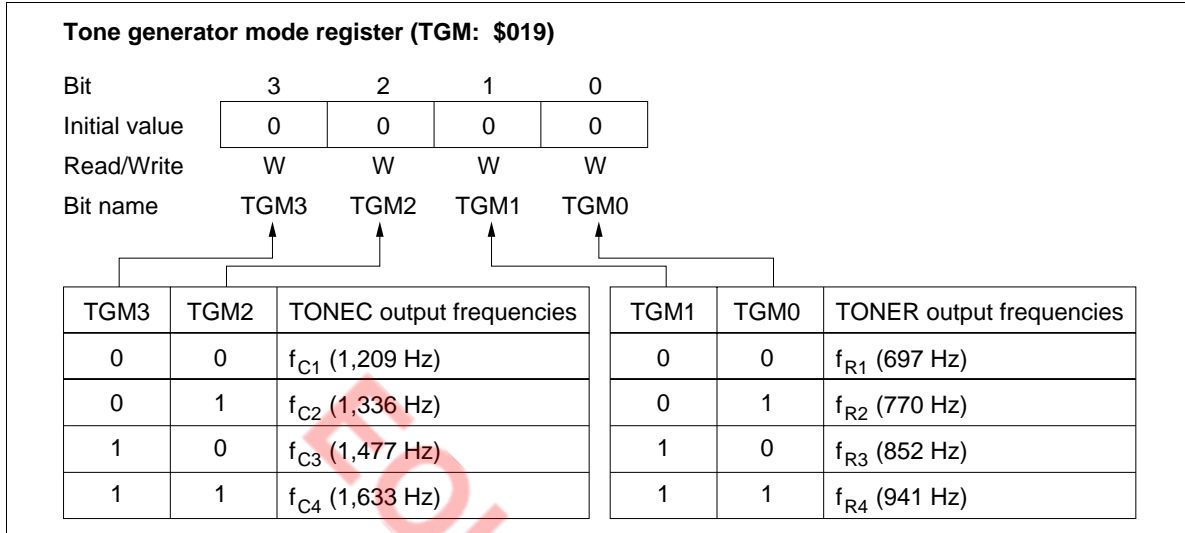 Tone generator mode register (TGM: $019)
Bit 3 2 1 0
Initial value 0 0 0 0
Read/Write W W W W
Bit name TGM3 TGM2 TGM1 TGM0
TGM3 TGM2 TONEC output frequencies
0 0 fC1 (1,209 Hz)
0 1 fC2 (1,336 Hz)
1 0 fC3 (1,477 Hz)
1 1 fC4 (1,633 Hz)
TGM1 TGM0 TONER output frequencies
0 0 fR1 (697 Hz)
0 1 fR2 (770 Hz)
1 0 fR3 (852 Hz)
1 1 fR4 (941 Hz)